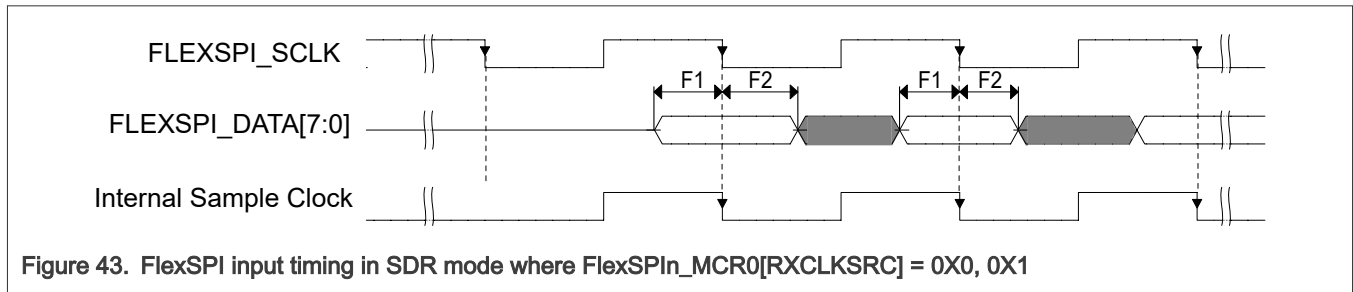 FLEXSPI_SCLK
F1 F2 F1 F2
FLEXSPI_DATA[7:0]
Internal Sample Clock
Figure 43. FlexSPI input timing in SDR mode where FlexSPIn_MCR0[RXCLKSRC] = 0X0, 0X1